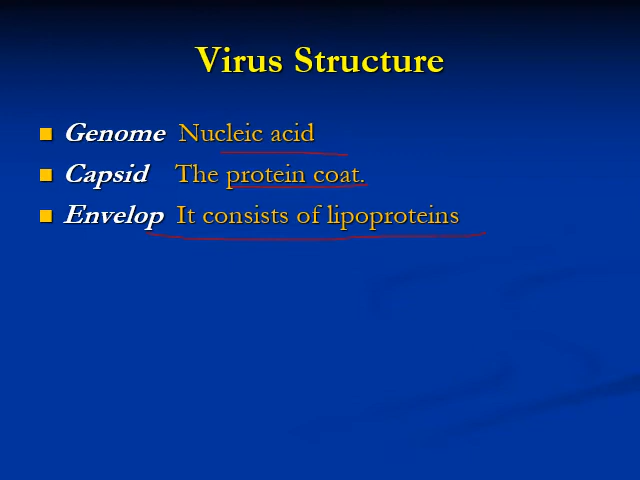 Virus Structure
Genome Nucleic acid
Capsid The protein coat.
Envelop It consists of lipoproteins